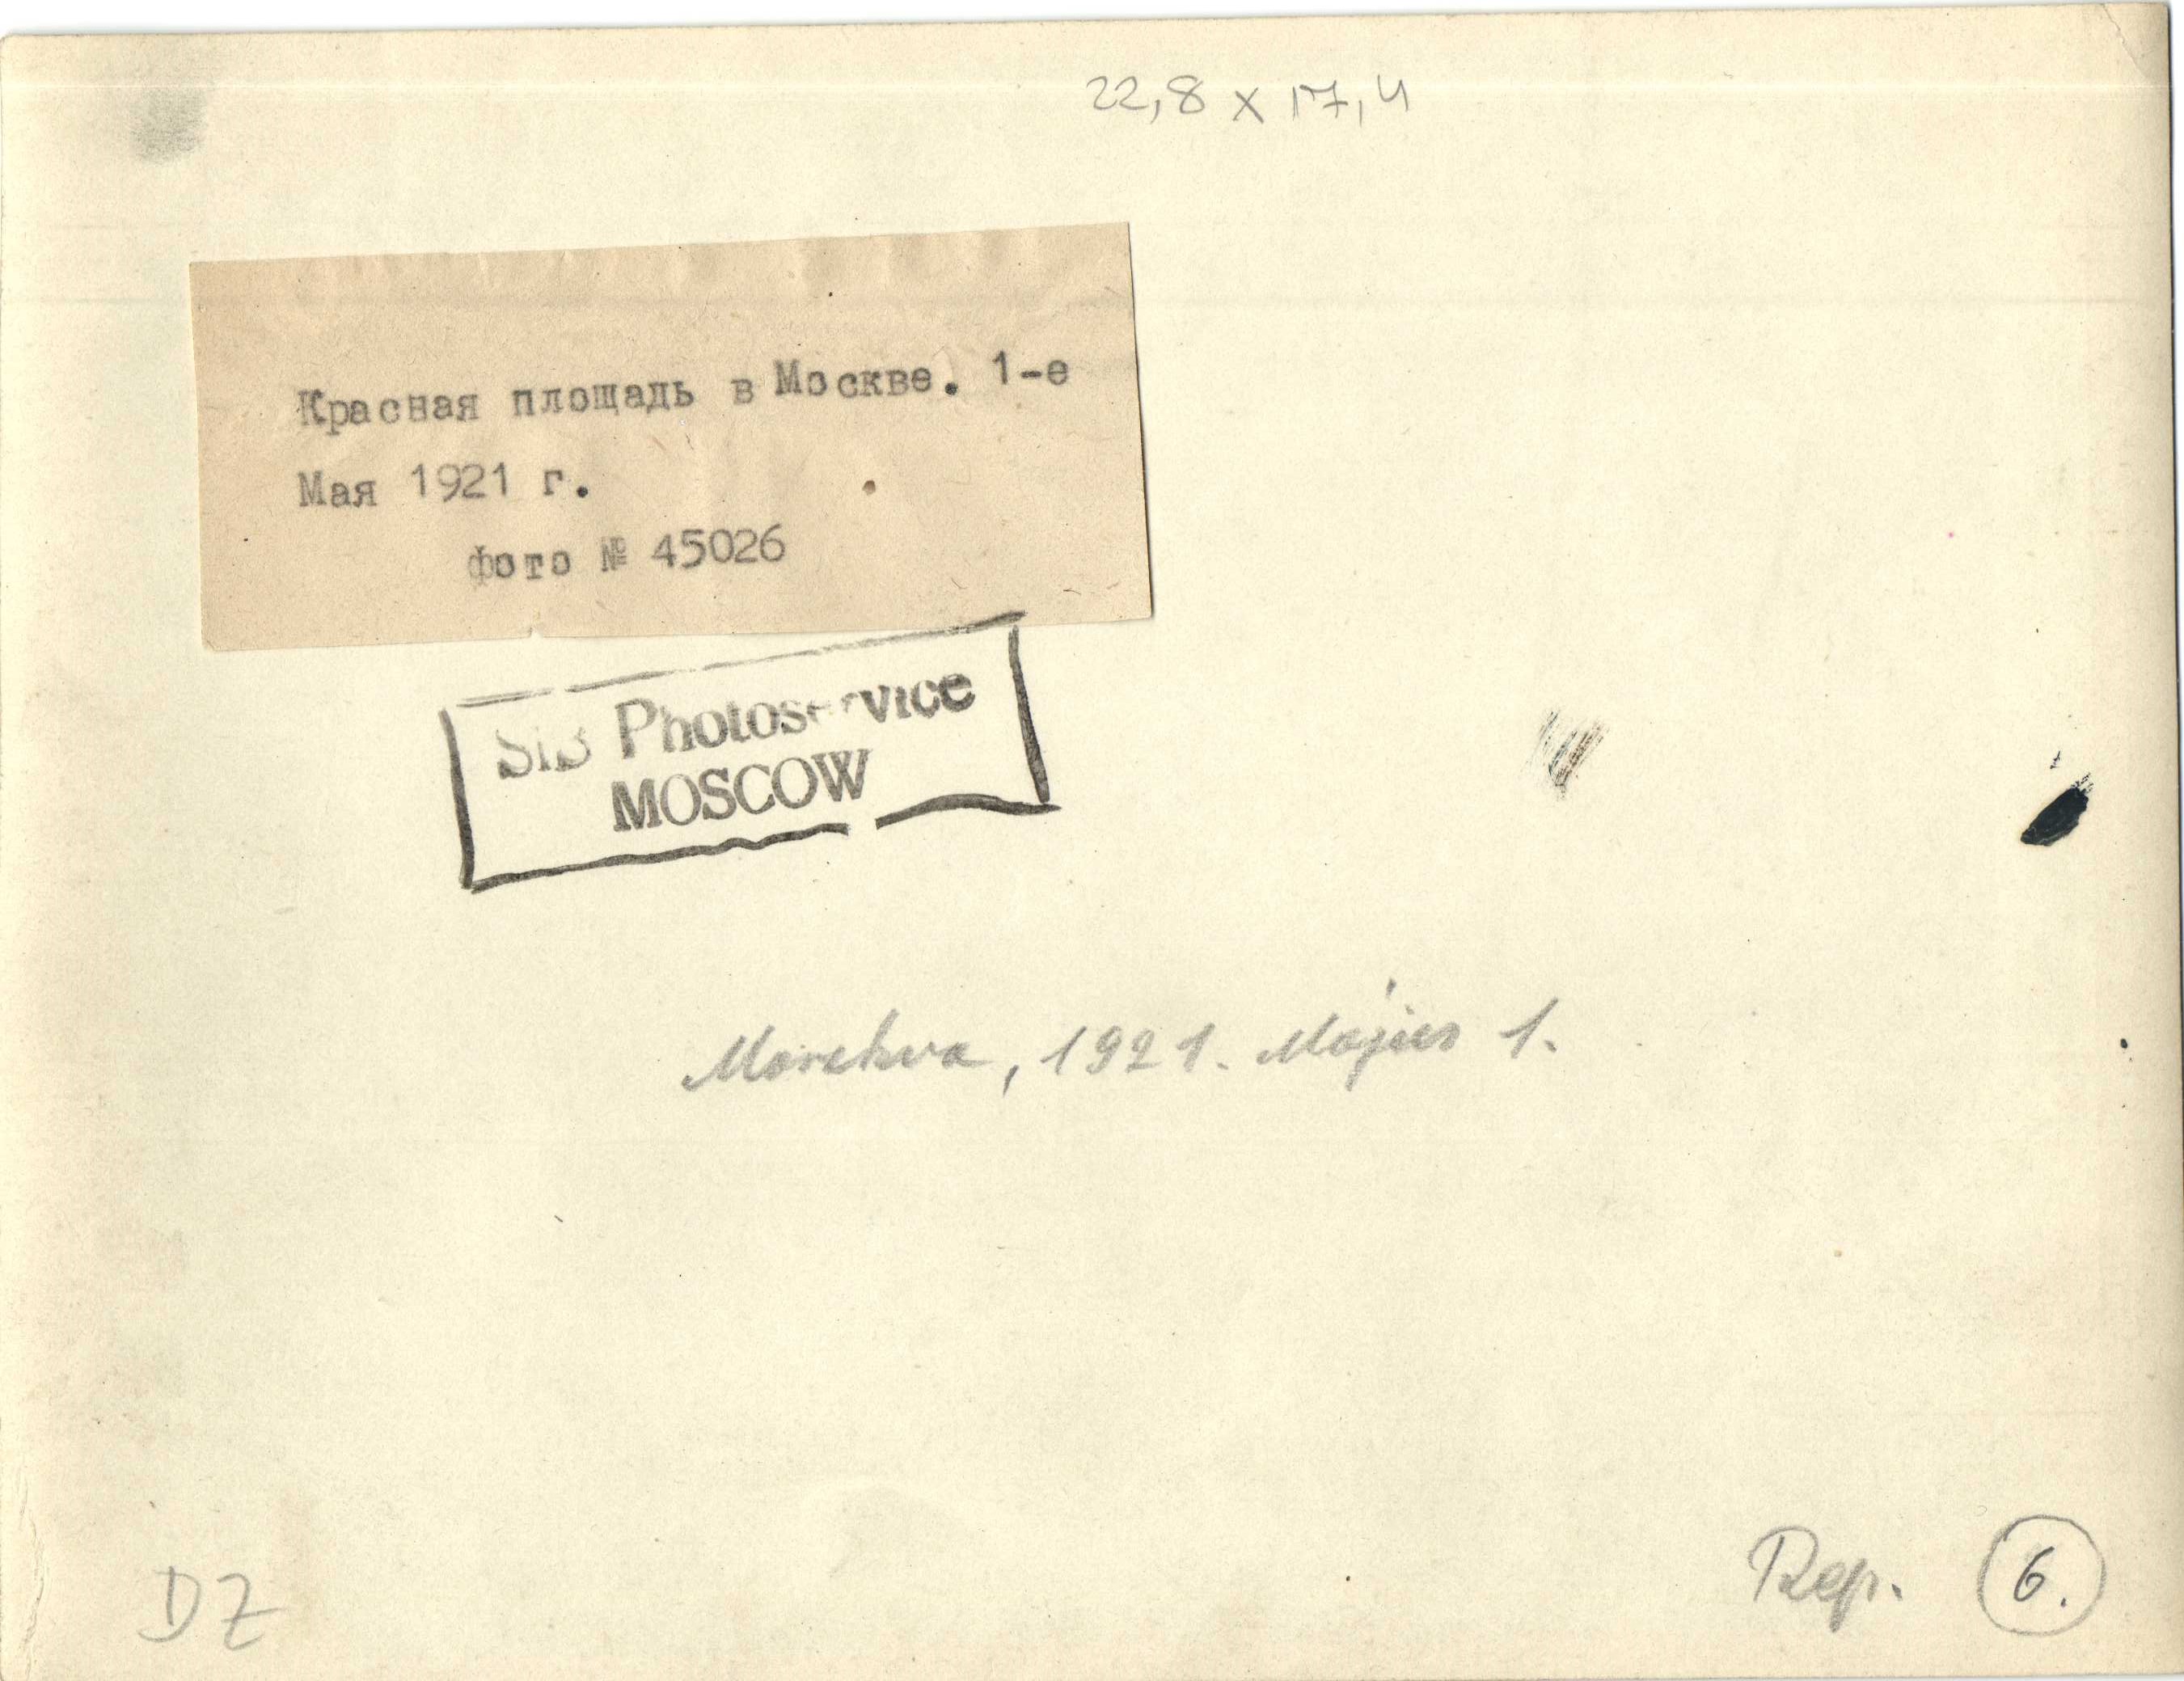 22,8 x 17,4
Красная площадь в Москве. 1-е
Мая 1921 г.
фото № 45026
SIB Photoservice
MOSCOW
Moszkva, 1921. Május 1.
DZ
Rep. 6.